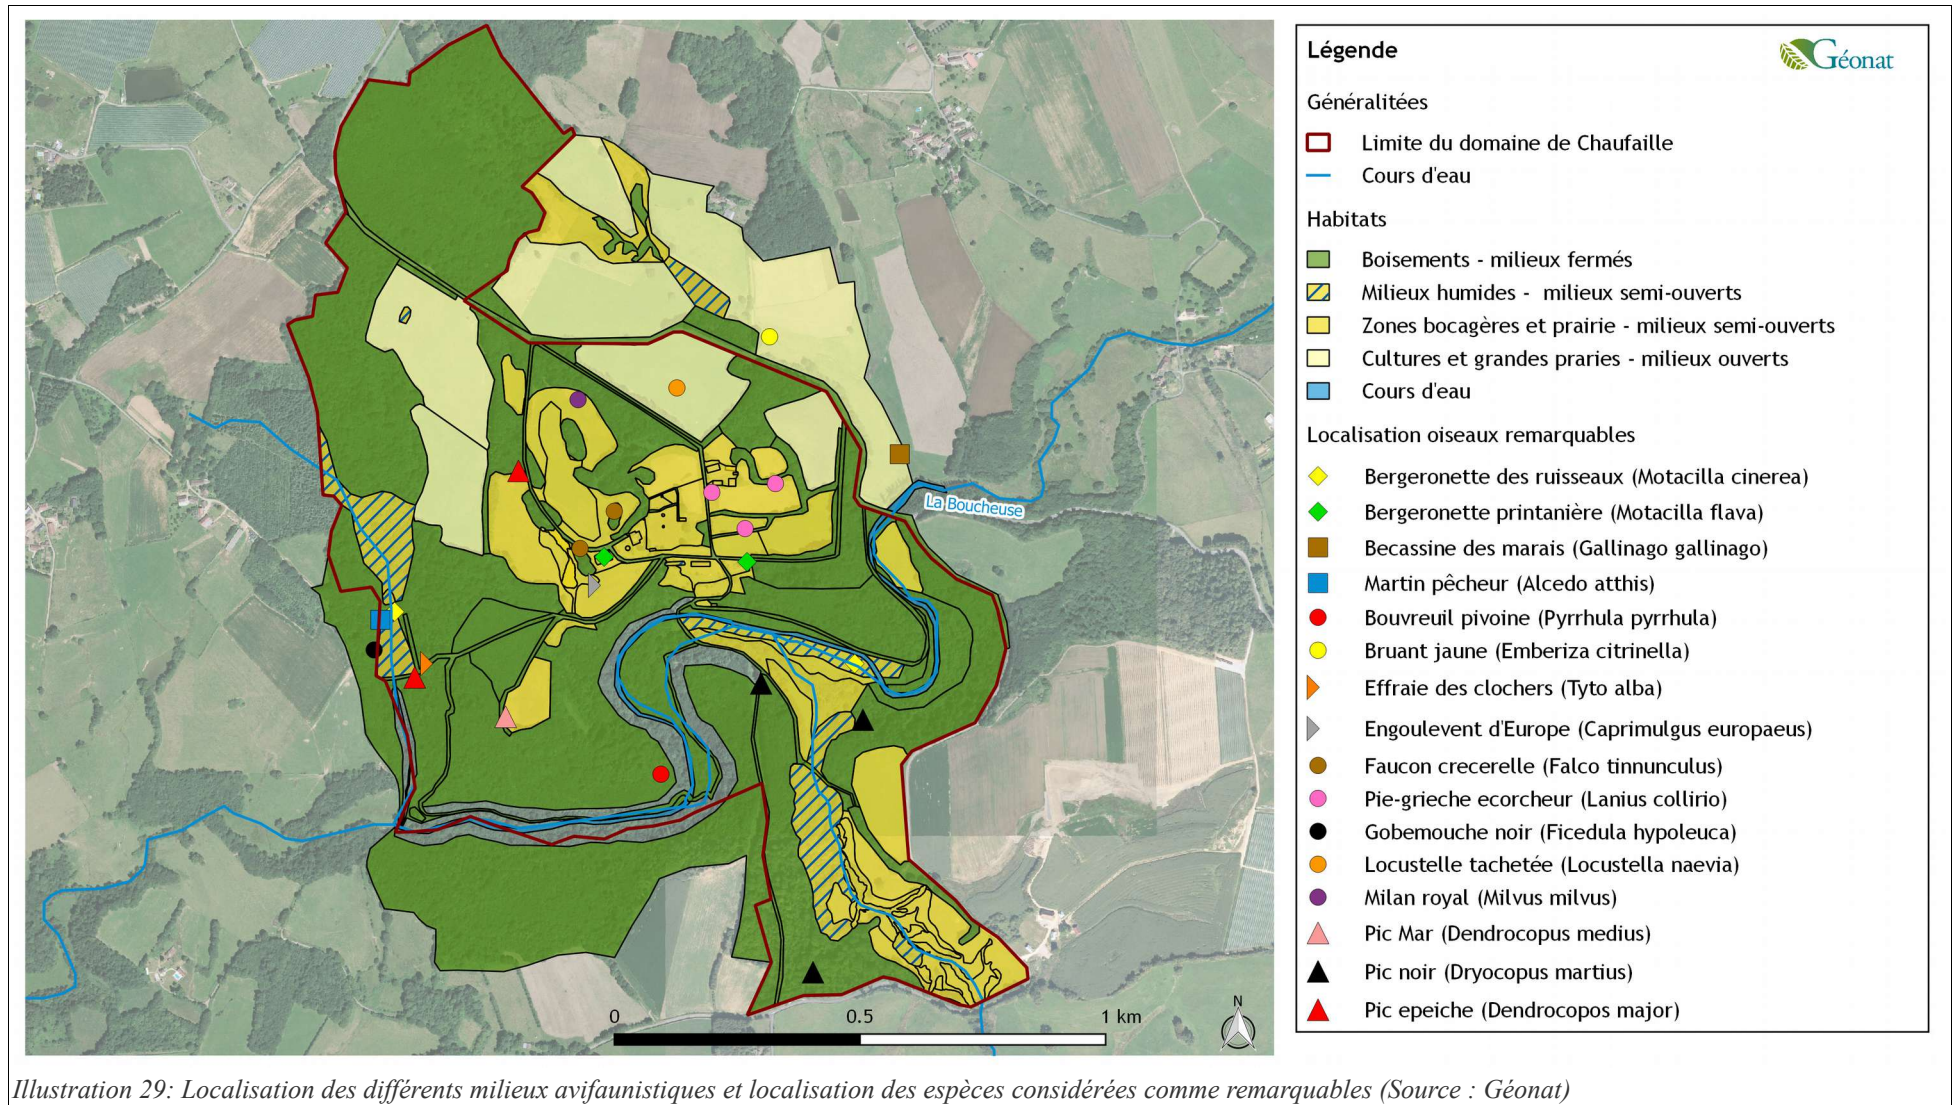 Légende
Géonat
Généralitées
Limite du domaine de Chaufaille
Cours d'eau
Habitats
Boisements - milieux fermés
Milieux humides - milieux semi-ouverts
Zones bocagères et prairie - milieux semi-ouverts
Cultures et grandes praries - milieux ouverts
Cours d'eau
Localisation oiseaux remarquables
Bergeronette des ruisseaux (Motacilla cinerea)
Bergeronette printanière (Motacilla flava)
Becassine des marais (Gallinago gallinago)
Martin pêcheur (Alcedo atthis)
Bouvreuil pivoine (Pyrrhula pyrrhula)
Bruant jaune (Emberiza citrinella)
Effraie des clochers (Tyto alba)
Engoulevent d'Europe (Caprimulgus europaeus)
Faucon crecerelle (Falco tinnunculus)
Pie-grieche ecorcheur (Lanius collirio)
Gobemouche noir (Ficedula hypoleuca)
Locustelle tachetée (Locustella naevia)
Milan royal (Milvus milvus)
Pic Mar (Dendrocopus medius)
Pic noir (Dryocopus martius)
Pic epeiche (Dendrocopos major)
La Boucheuse
0 0.5 1 km
N
Illustration 29: Localisation des différents milieux avifaunistiques et localisation des espèces considérées comme remarquables (Source : Géonat)